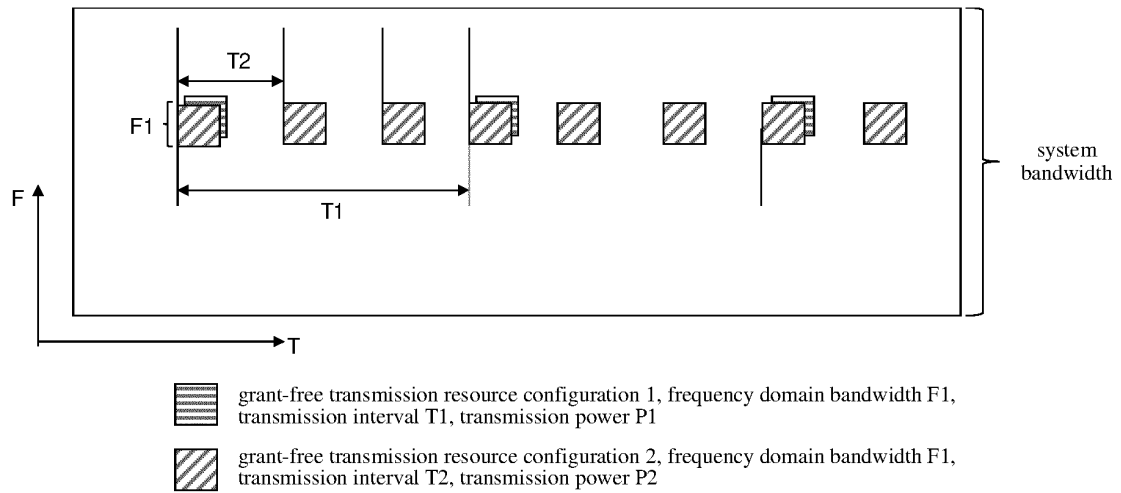 T2
F1
system
bandwidth
F
T1
T
grant-free transmission resource configuration 1, frequency domain bandwidth F1,
transmission interval T1, transmission power P1
grant-free transmission resource configuration 2, frequency domain bandwidth F1,
transmission interval T2, transmission power P2